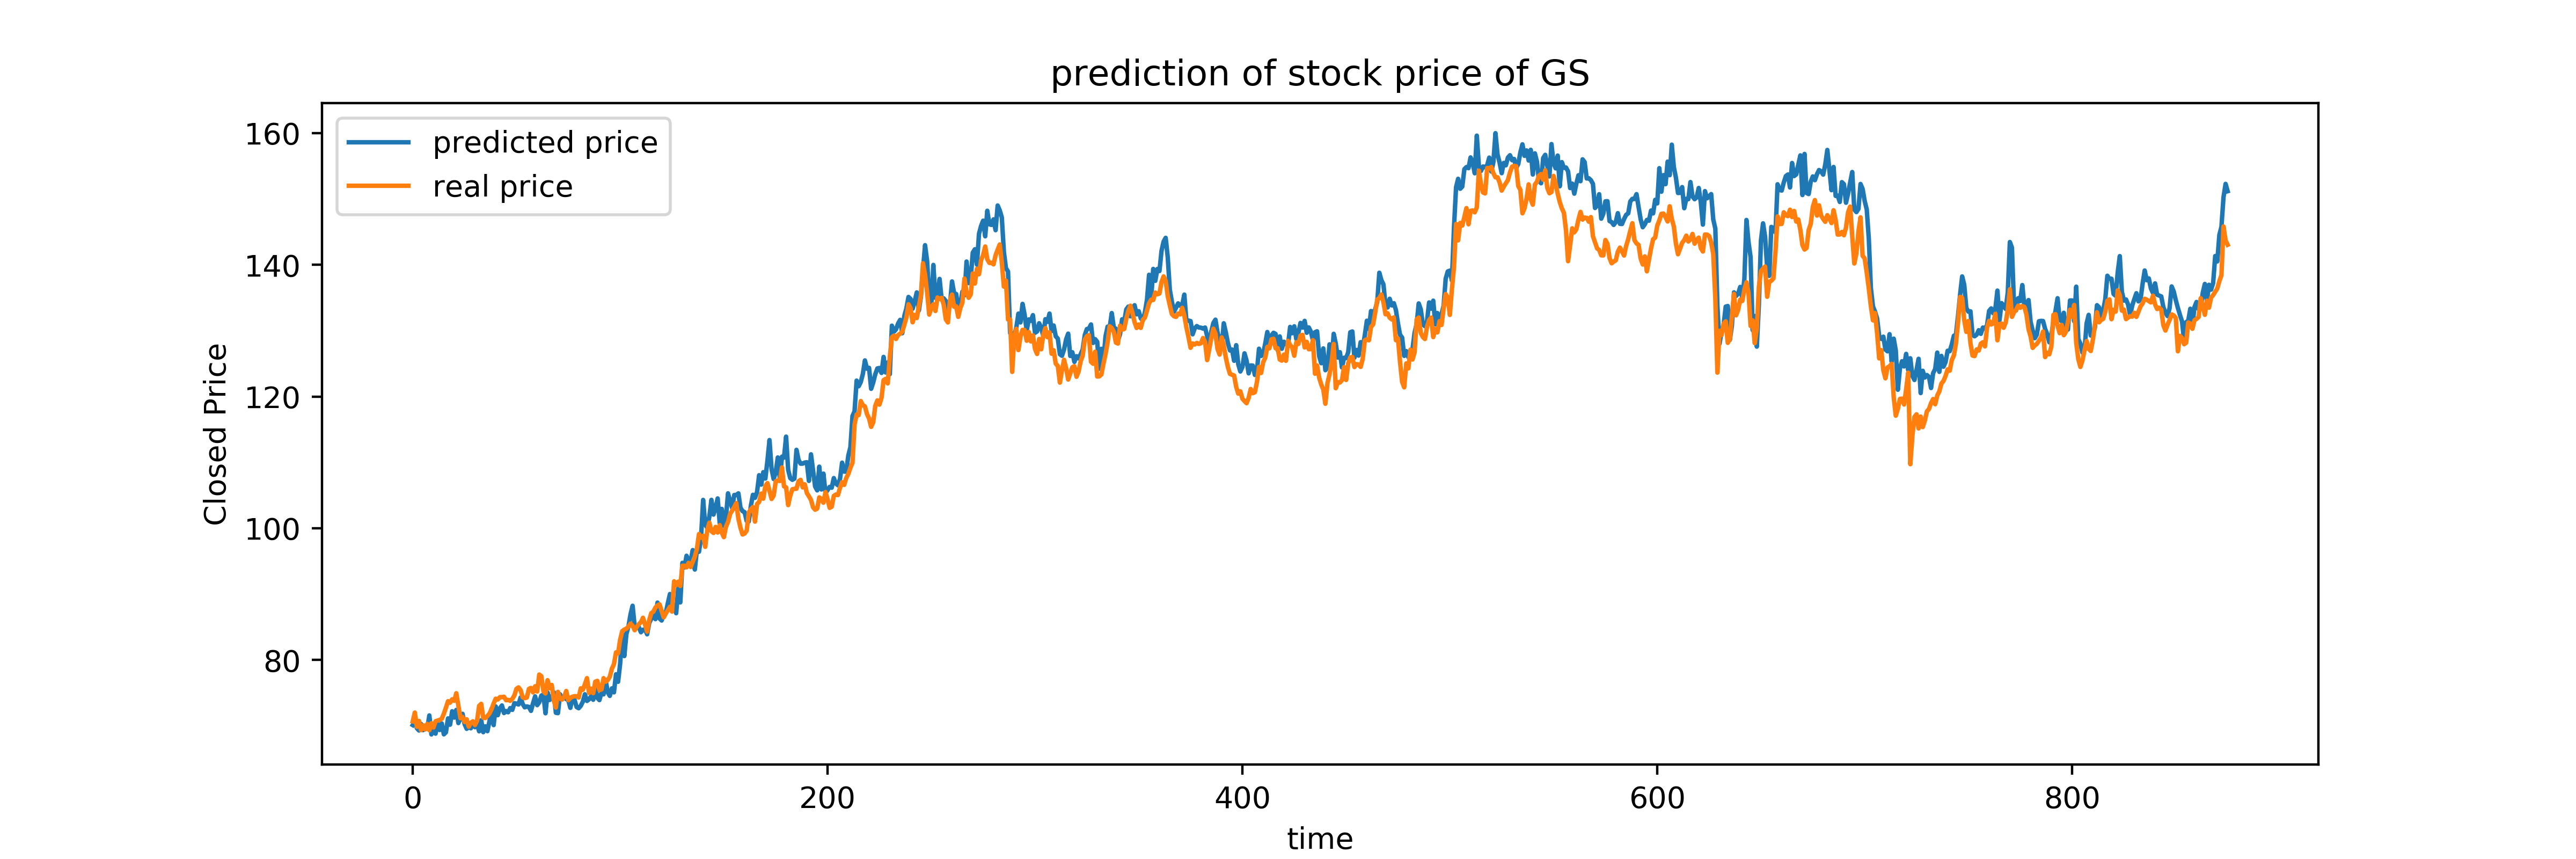 prediction of stock price of GS
predicted price
real price
Closed Price
160
140
120
100
80
0
200
400
600
800
time